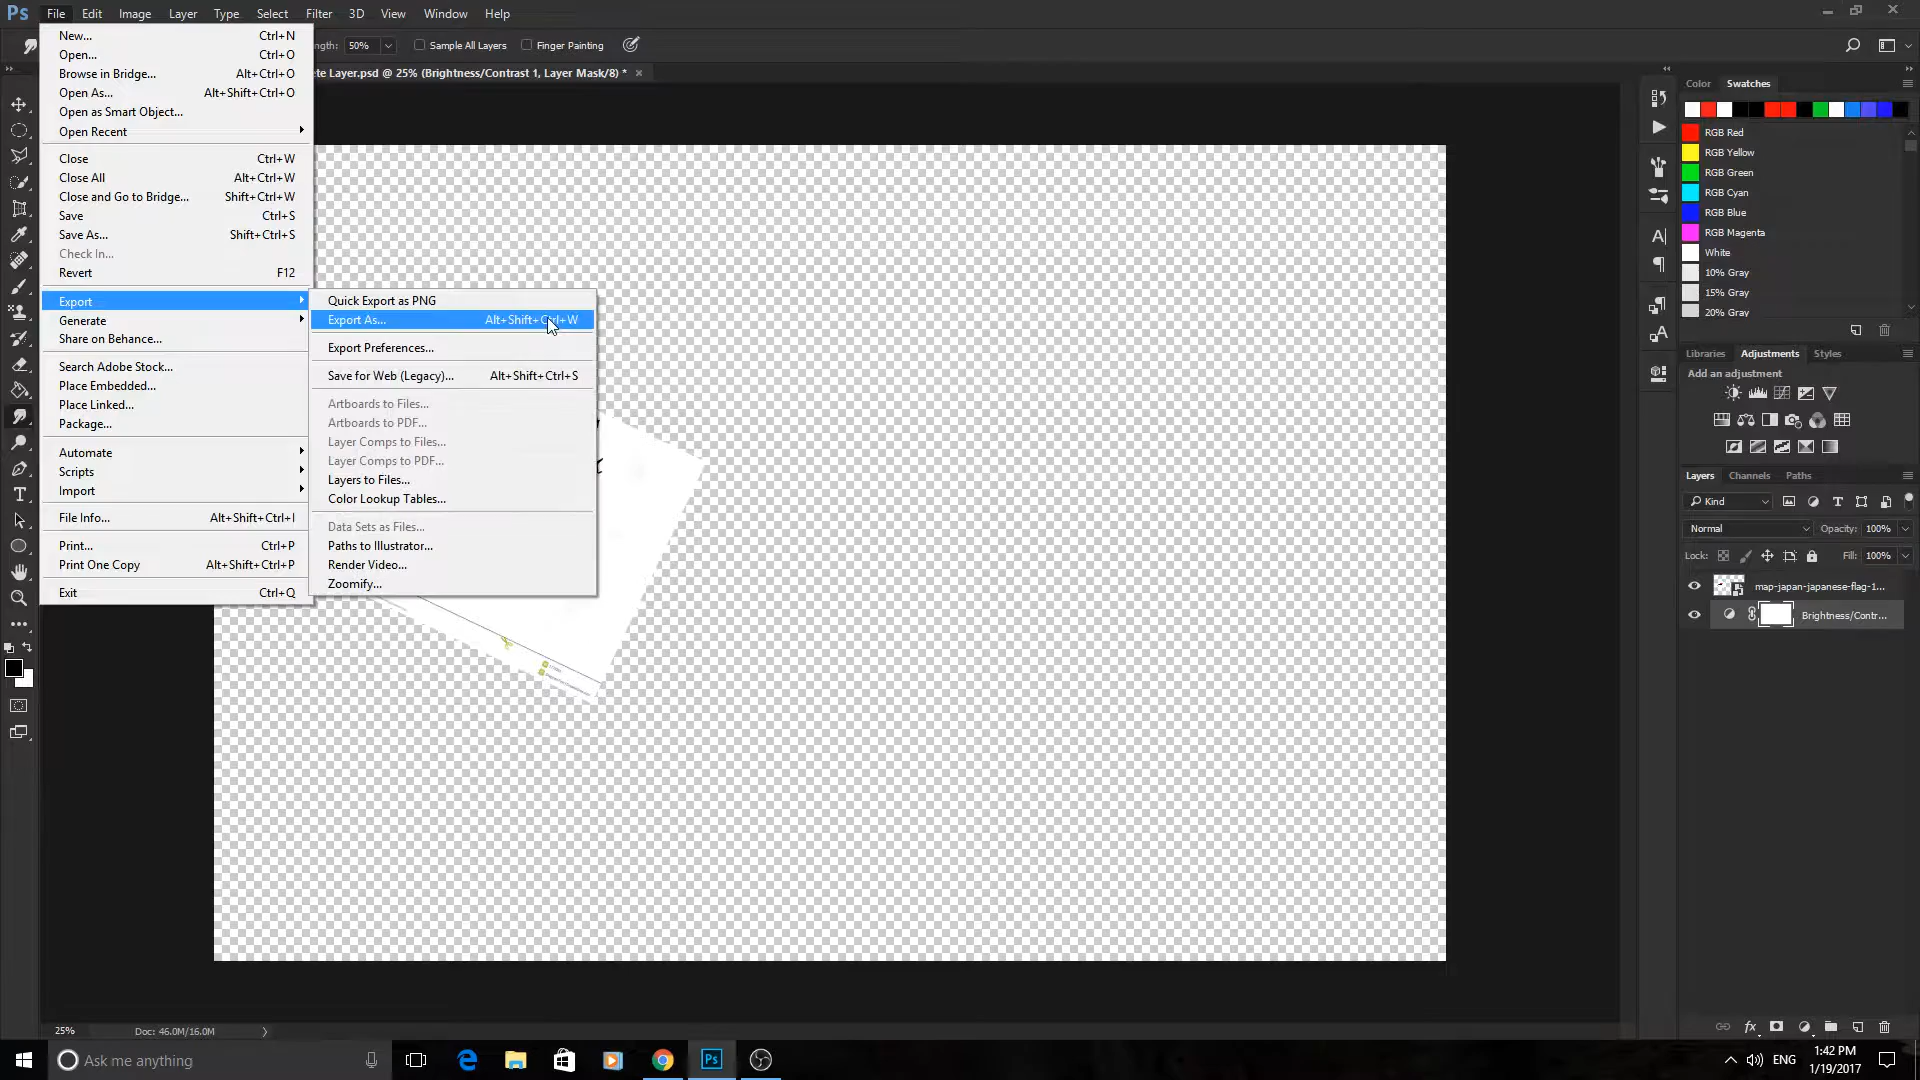 Ps File Edit Image Layer Type Select Filter 3D View Window Help
ngth: 50% Sample All Layers Finger Painting
te Layer.psd @ 25% (Brightness/Contrast 1, Layer Mask/8) * ×
New... Ctrl+N
Open... Ctrl+O
Browse in Bridge... Alt+Ctrl+O
Open As... Alt+Shift+Ctrl+O
Open as Smart Object...
Open Recent
Close Ctrl+W
Close All Alt+Ctrl+W
Close and Go to Bridge... Shift+Ctrl+W
Save Ctrl+S
Save As... Shift+Ctrl+S
Check In...
Revert F12
Export
Generate
Share on Behance...
Search Adobe Stock...
Place Embedded...
Place Linked...
Package...
Automate
Scripts
Import
File Info... Alt+Shift+Ctrl+I
Print... Ctrl+P
Print One Copy Alt+Shift+Ctrl+P
Exit Ctrl+Q
Quick Export as PNG
Export As... Alt+Shift+Ctrl+W
Export Preferences...
Save for Web (Legacy)... Alt+Shift+Ctrl+S
Artboards to Files...
Artboards to PDF...
Layer Comps to Files...
Layer Comps to PDF...
Layers to Files...
Color Lookup Tables...
Data Sets as Files...
Paths to Illustrator...
Render Video...
Zoomify...
Color Swatches
RGB Red
RGB Yellow
RGB Green
RGB Cyan
RGB Blue
RGB Magenta
White
10% Gray
15% Gray
20% Gray
Libraries Adjustments Styles
Add an adjustment
Layers Channels Paths
Kind
Normal Opacity: 100%
Lock: Fill: 100%
map-japan-japanese-flag-1...
Brightness/Contr...
25% Doc: 46.0M/16.0M
Ask me anything
Ps
ENG
1:42 PM
1/19/2017